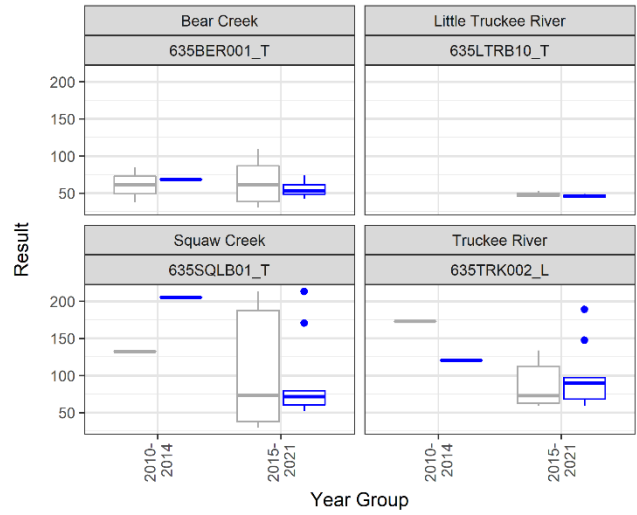 Bear Creek
Little Truckee River
635BER001_T
635LTRB10_T
200
150
100
50
Result
Squaw Creek
Truckee River
635SQLB01_T
635TRK002_L
200
150
100
50
2010-
2014
2015-
2021
2010-
2014
2015-
2021
Year Group